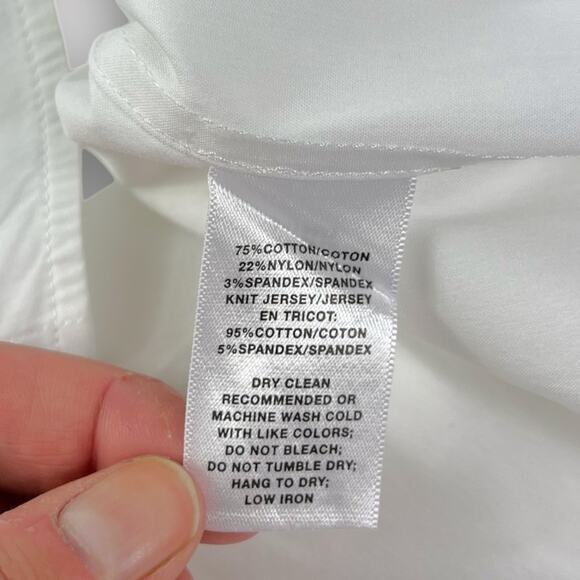 75%COTTON/COTON
22%NYLON/NYLON
3%SPANDEX/SPANDEX
KNIT JERSEY/JERSEY
EN TRICOT:
95%COTTON/COTON
5%SPANDEX/SPANDEX
DRY CLEAN
RECOMMENDED OR
MACHINE WASH COLD
WITH LIKE COLORS;
DO NOT BLEACH;
DO NOT TUMBLE DRY;
HANG TO DRY;
LOW IRON